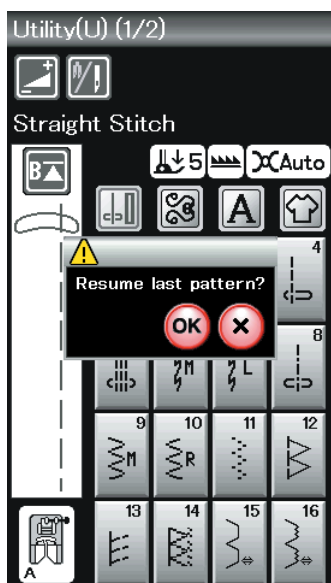 Utility(U) (1/2)
Straight Stitch
5
Auto
B
A
4
Resume last pattern?
OK
8
M
L
9
10
11
12
M
R
13
14
15
16
A